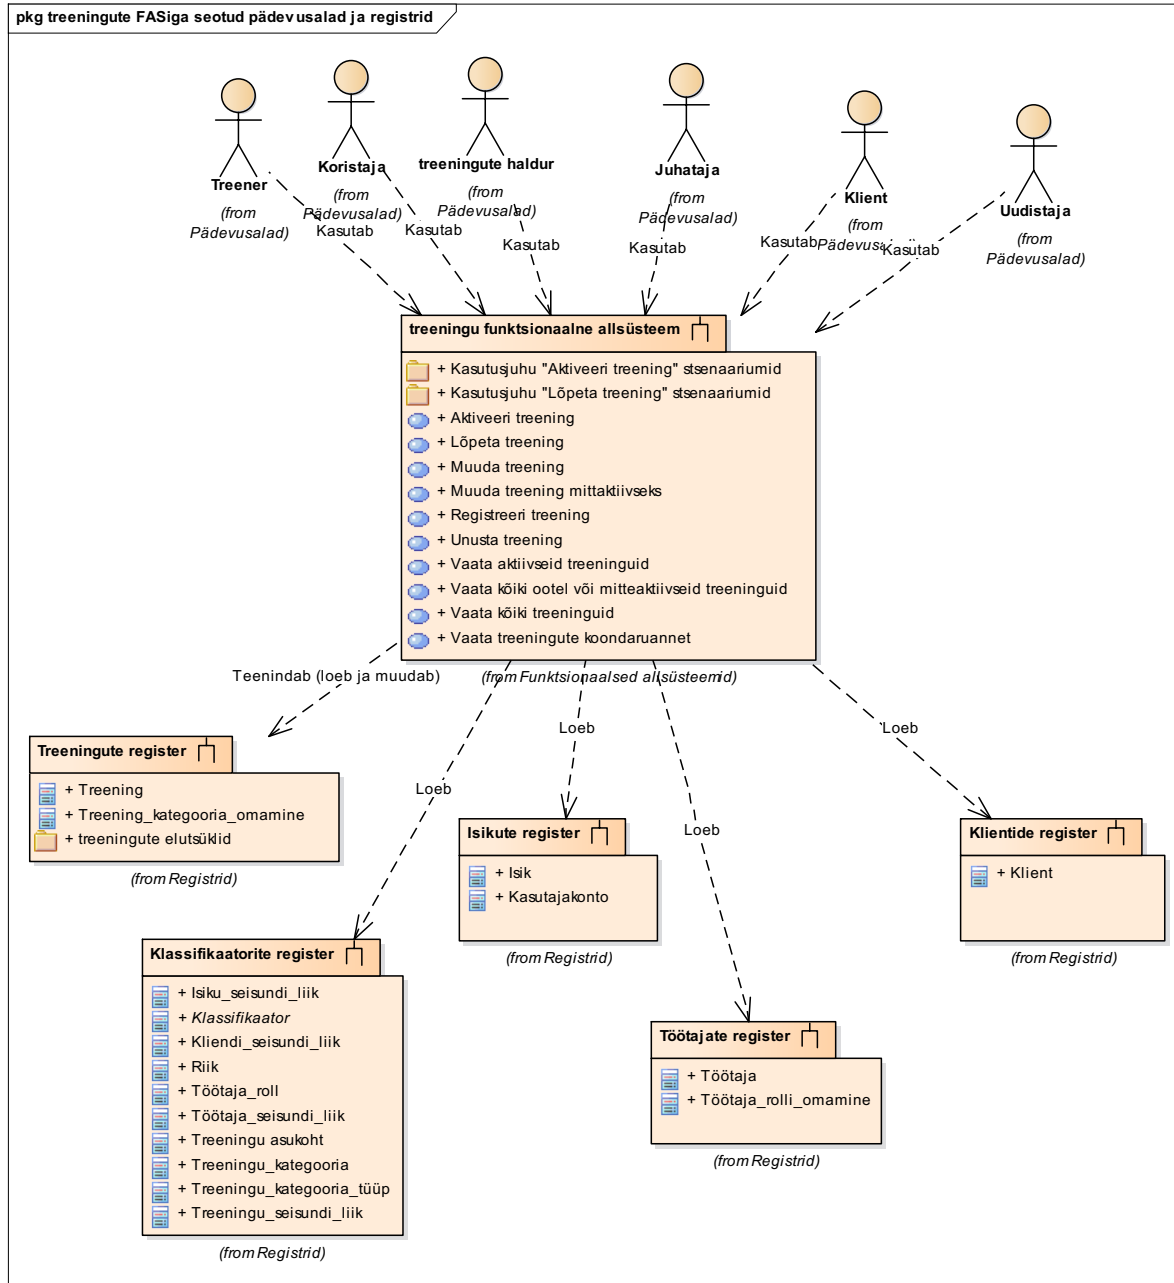 pkg treeningute FASiga seotud pädevusalad ja registrid
Treener
(from
Pädevusalad)
Koristaja
(from
Pädevusalad)
treeningute haldur
(from
Pädevusalad)
Juhataja
(from
Pädevusalad)
Klient
(from
Uudistaja
(from
Pädevusalad)
Kasutab
Kasutab
Kasutab
Kasutab
Kasutab
Kasutab
treeningu funktsionaalne allsüsteem
+ Kasutusjuhu "Aktiveeri treening" stsenaariumid
+ Kasutusjuhu "Lõpeta treening" stsenaariumid
+ Aktiveeri treening
+ Lõpeta treening
+ Muuda treening
+ Muuda treening mittaktiivseks
+ Registreeri treening
+ Unusta treening
+ Vaata aktiivseid treeninguid
+ Vaata kõiki ootel või mitteaktiivseid treeninguid
+ Vaata kõiki treeninguid
+ Vaata treeningute koondaruannet
(from Funktsionaalsed allsüsteemid)
Teenindab (loeb ja muudab)
Loeb
Loeb
Loeb
Loeb
Treeningute register
+ Treening
+ Treening_kategooria_omamine
+ treeningute elutsüklid
(from Registrid)
Isikute register
+ Isik
+ Kasutajakonto
(from Registrid)
Klientide register
+ Klient
(from Registrid)
Klassifikaatorite register
+ Isiku_seisundi_liik
+ Klassifikaator
+ Kliendi_seisundi_liik
+ Riik
+ Töötaja_roll
+ Töötaja_seisundi_liik
+ Treeningu asukoht
+ Treeningu_kategooria
+ Treeningu_kategooria_tüüp
+ Treeningu_seisundi_liik
(from Registrid)
Töötajate register
+ Töötaja
+ Töötaja_rolli_omamine
(from Registrid)